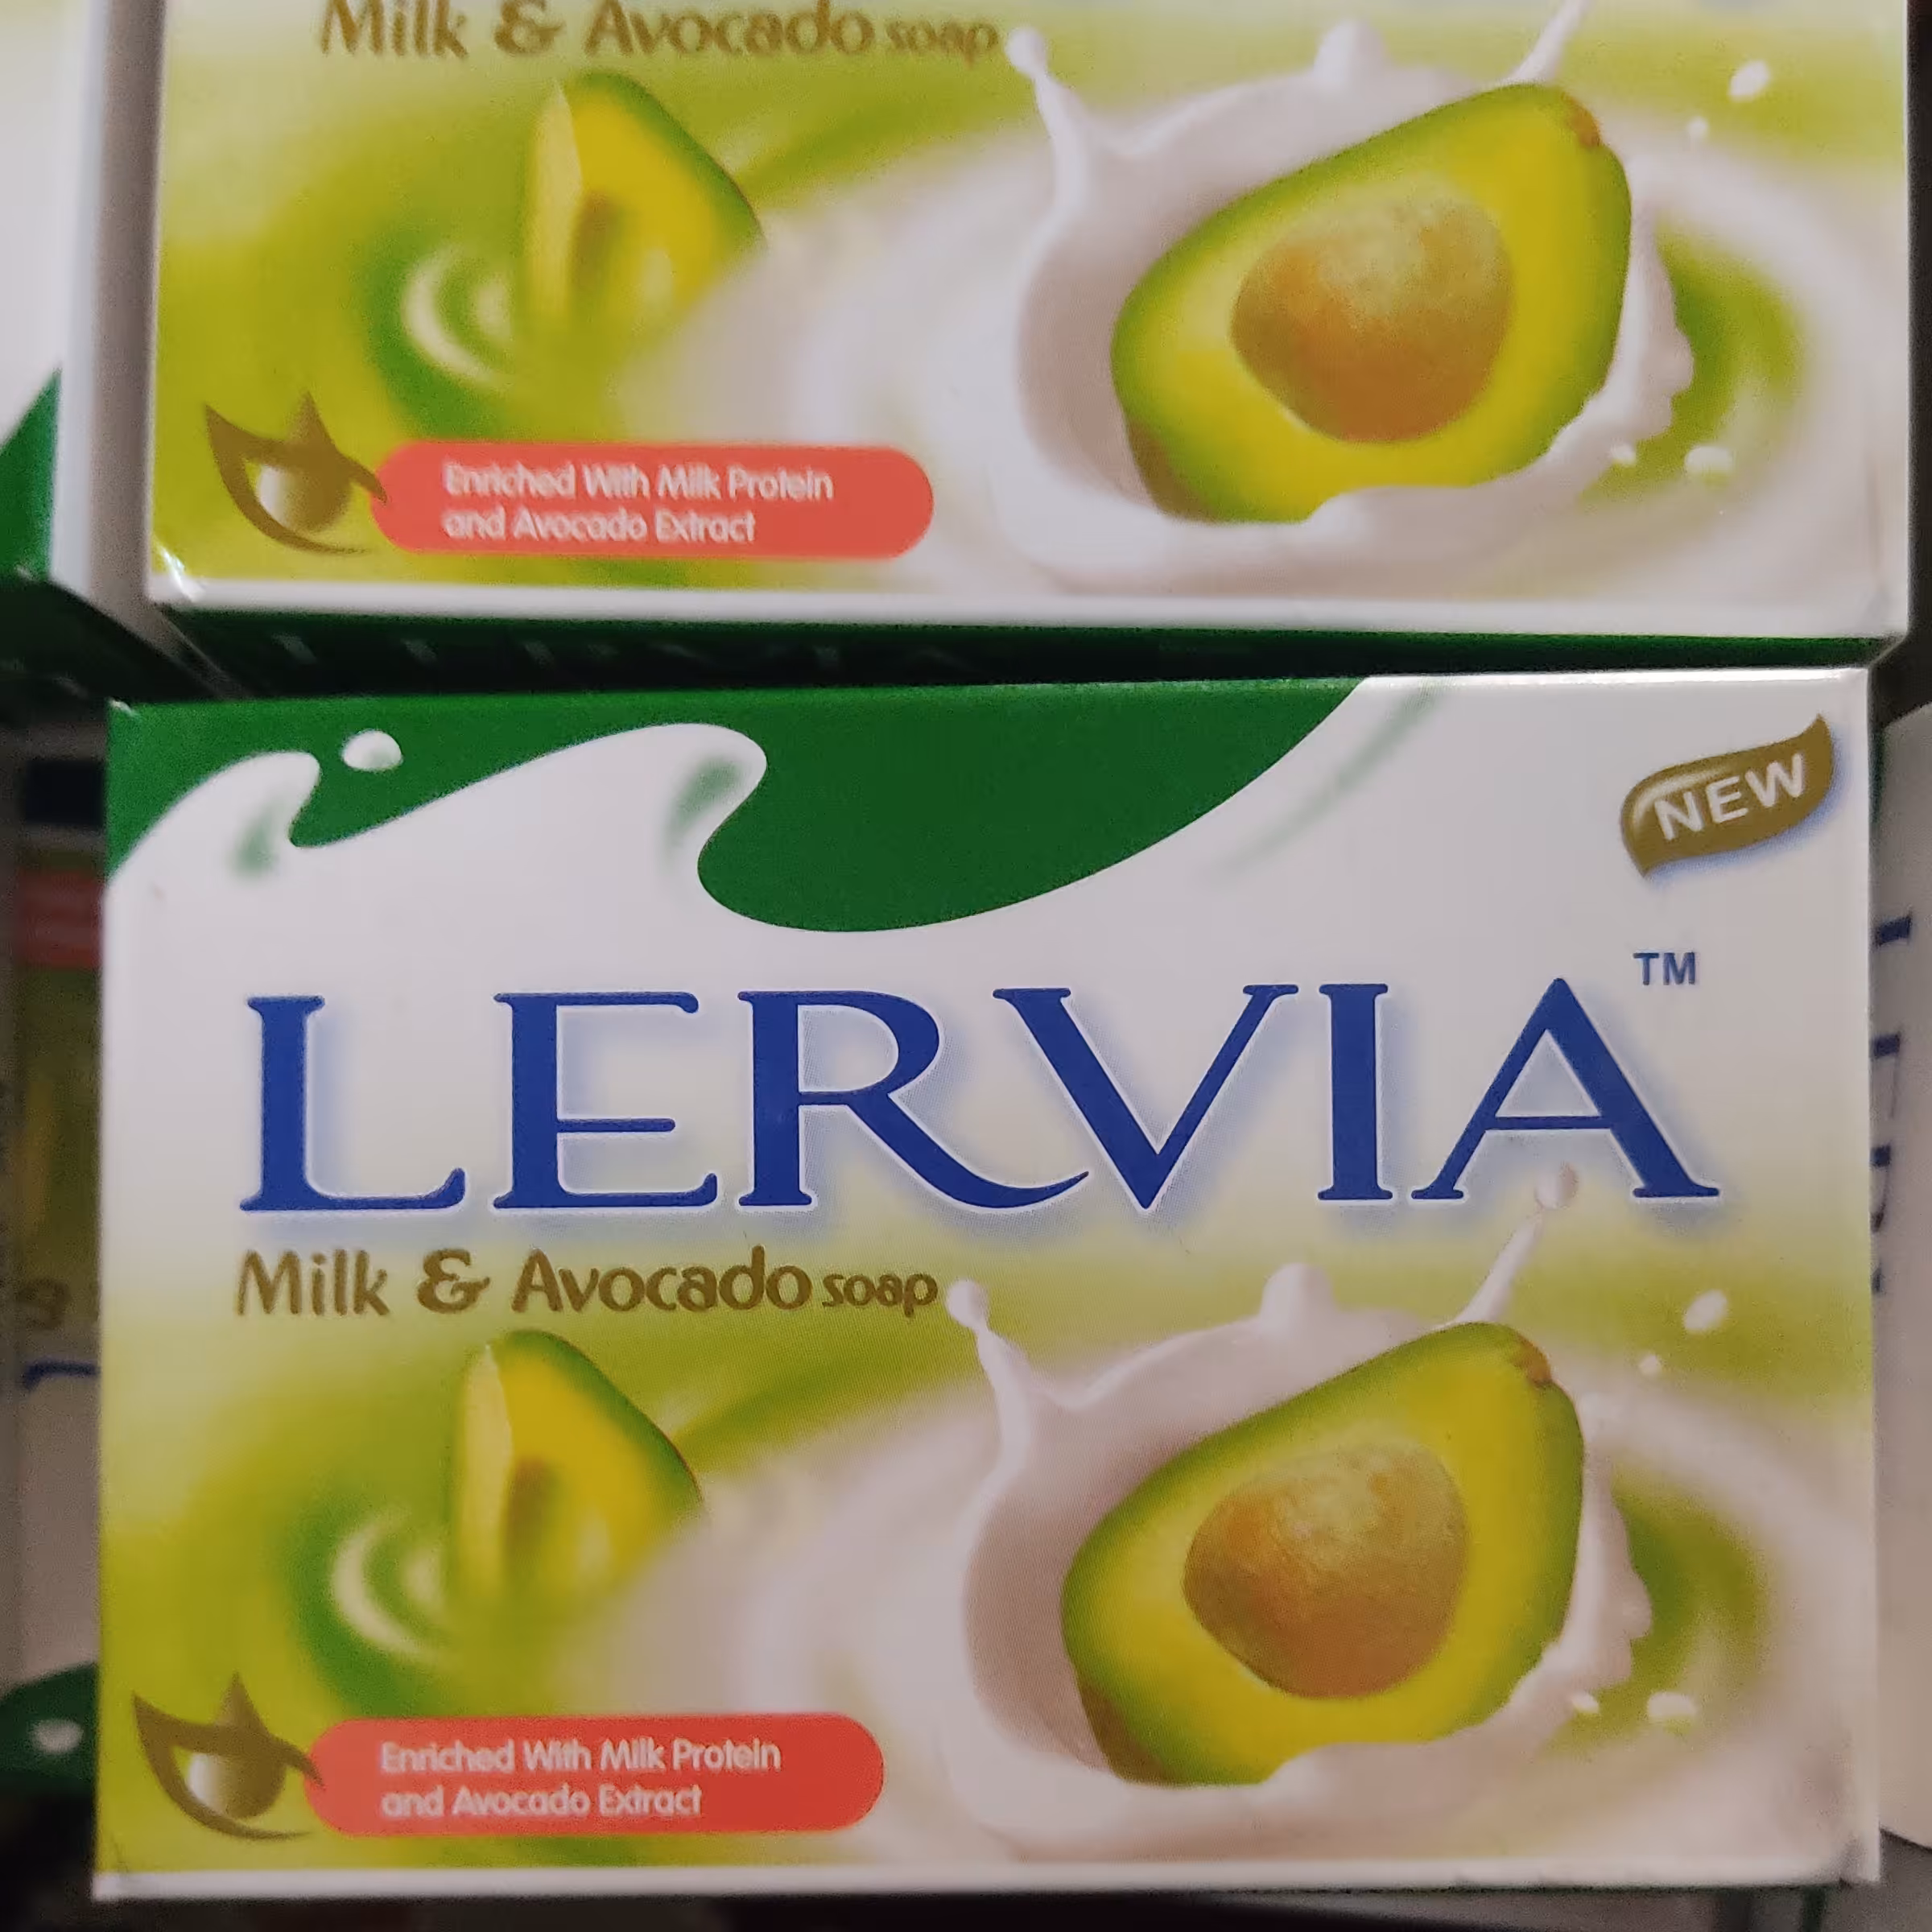 Milk & Avocado soap
Enriched With Milk Protein
and Avocado Extract
NEW
LERVIA™
Milk & Avocado soap
Enriched With Milk Protein
and Avocado Extract